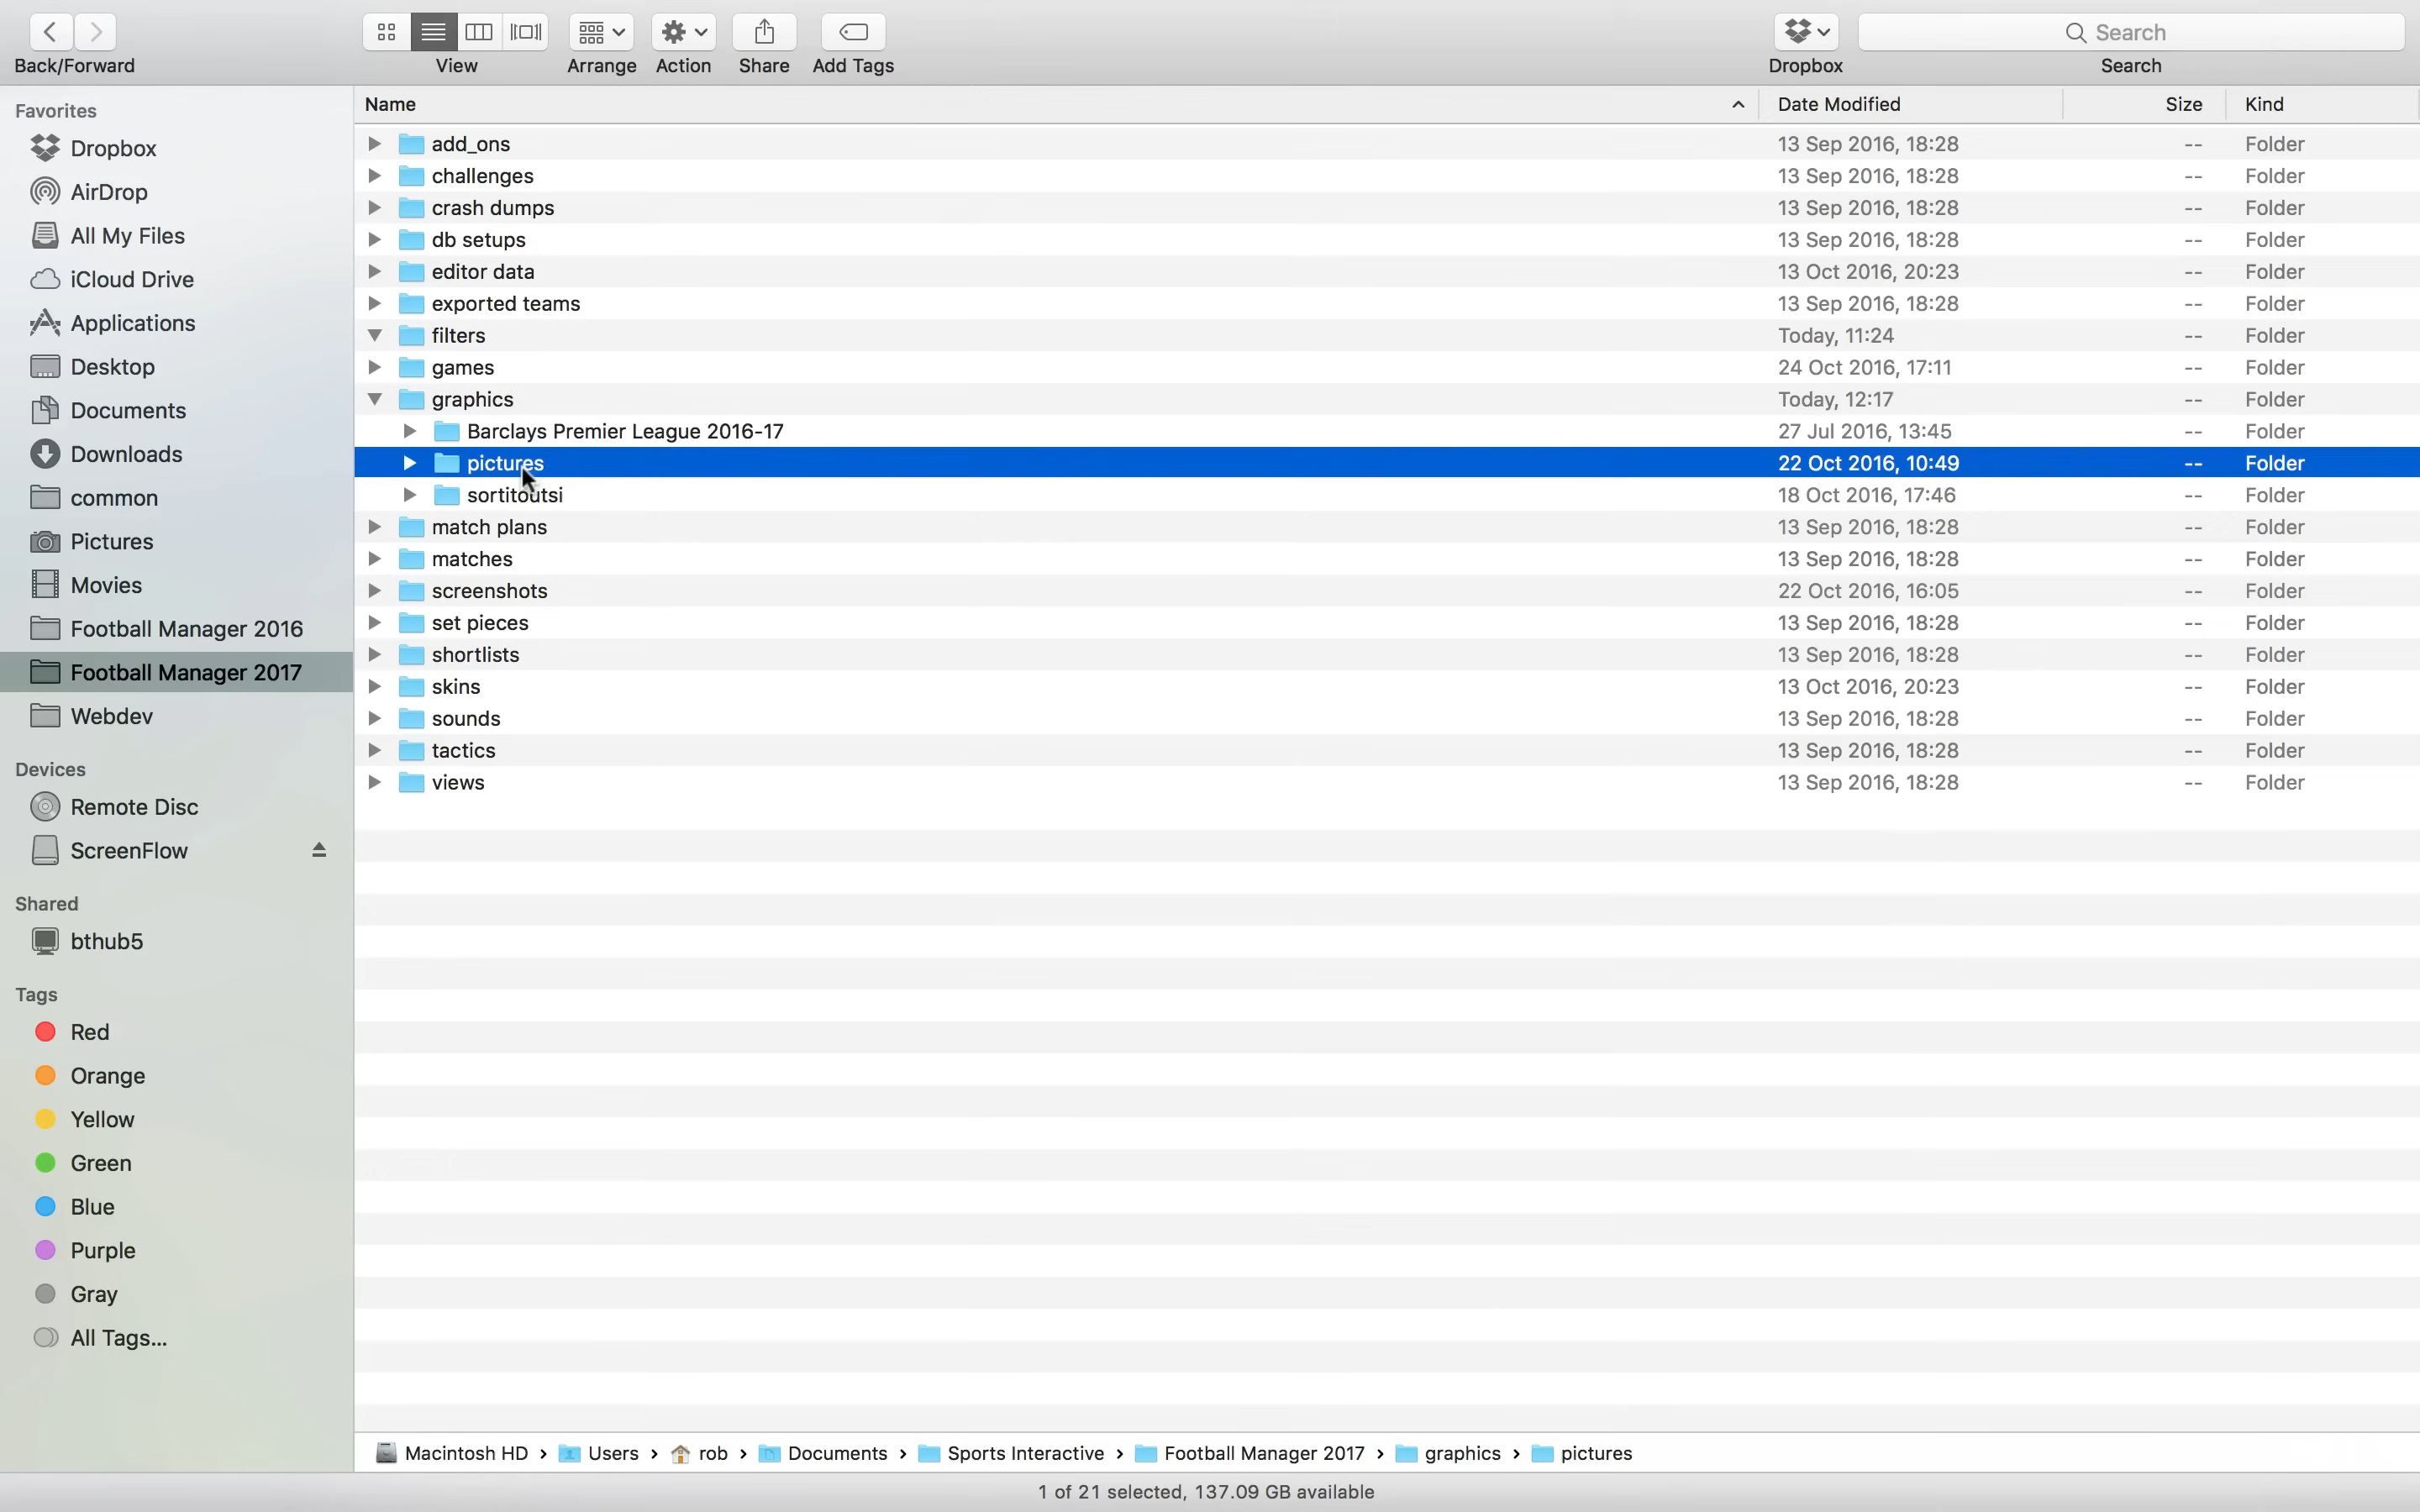 Back/Forward
View
Arrange
Action
Share
Add Tags
Dropbox
Search
Search
Favorites
Dropbox
AirDrop
All My Files
iCloud Drive
Applications
Desktop
Documents
Downloads
common
Pictures
Movies
Football Manager 2016
Football Manager 2017
Webdev
Devices
Remote Disc
ScreenFlow
Shared
bthub5
Tags
Red
Orange
Yellow
Green
Blue
Purple
Gray
All Tags...
Name Date Modified Size Kind
add_ons 13 Sep 2016, 18:28 -- Folder
challenges 13 Sep 2016, 18:28 -- Folder
crash dumps 13 Sep 2016, 18:28 -- Folder
db setups 13 Sep 2016, 18:28 -- Folder
editor data 13 Oct 2016, 20:23 -- Folder
exported teams 13 Sep 2016, 18:28 -- Folder
filters Today, 11:24 -- Folder
games 24 Oct 2016, 17:11 -- Folder
graphics Today, 12:17 -- Folder
Barclays Premier League 2016-17 27 Jul 2016, 13:45 -- Folder
pictures 22 Oct 2016, 10:49 -- Folder
sortitoutsi 18 Oct 2016, 17:46 -- Folder
match plans 13 Sep 2016, 18:28 -- Folder
matches 13 Sep 2016, 18:28 -- Folder
screenshots 22 Oct 2016, 16:05 -- Folder
set pieces 13 Sep 2016, 18:28 -- Folder
shortlists 13 Sep 2016, 18:28 -- Folder
skins 13 Oct 2016, 20:23 -- Folder
sounds 13 Sep 2016, 18:28 -- Folder
tactics 13 Sep 2016, 18:28 -- Folder
views 13 Sep 2016, 18:28 -- Folder
Macintosh HD › Users › rob › Documents › Sports Interactive › Football Manager 2017 › graphics › pictures
1 of 21 selected, 137.09 GB available